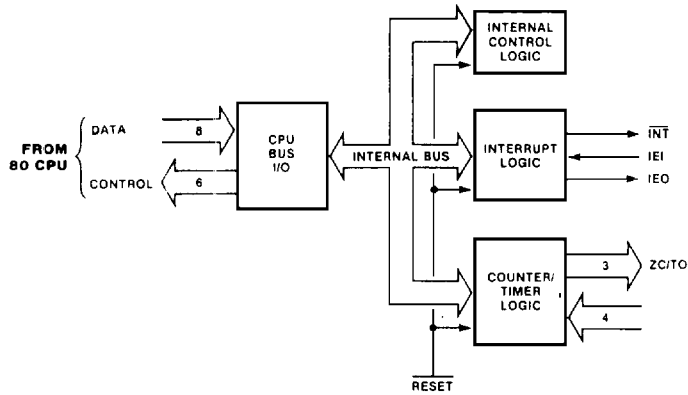 INTERNAL
CONTROL
LOGIC
FROM
80 CPU
DATA
8
CONTROL
6
CPU
BUS
I/O
INTERNAL BUS
INTERRUPT
LOGIC
INT
IEI
IEO
COUNTER/
TIMER
LOGIC
3
ZC/TO
4
RESET